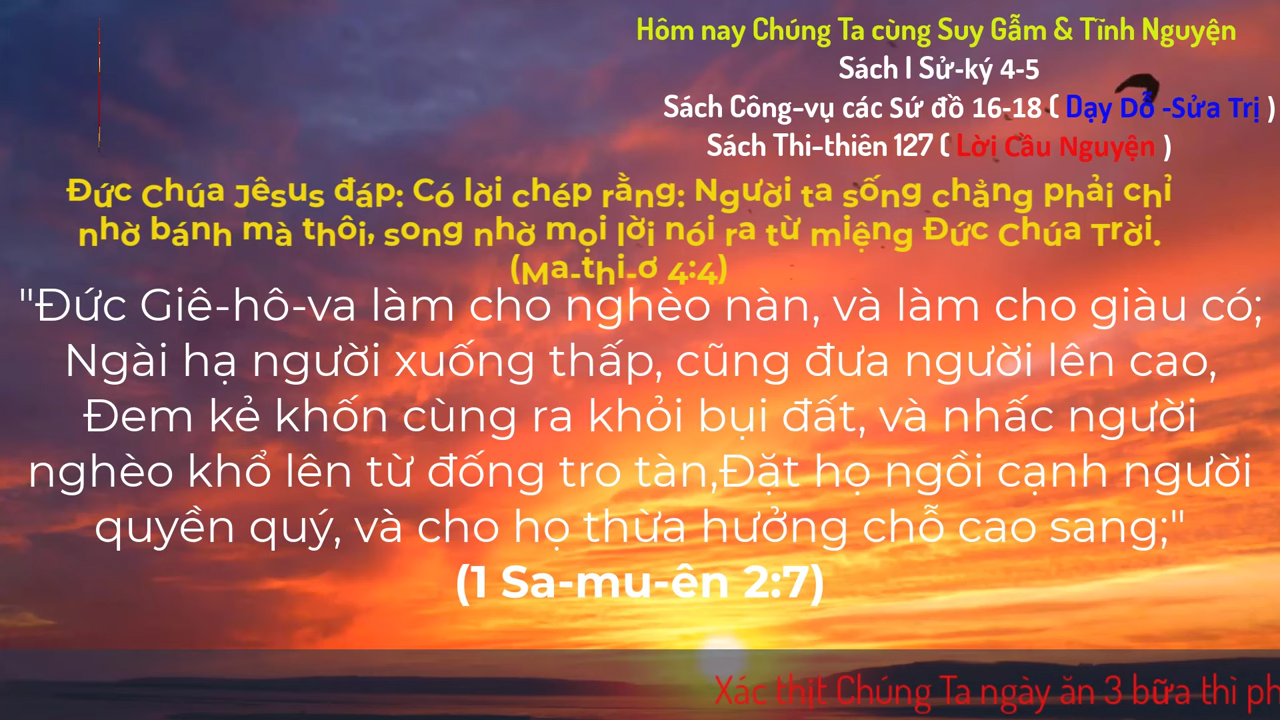 Hôm nay Chúng Ta cùng Suy Gẫm & Tĩnh Nguyện
Sách I Sử-ký 4-5
Sách Công-vụ các Sứ đồ 16-18 ( Dạy Dỗ -Sửa Trị )
Sách Thi-thiên 127 ( Lời Cầu Nguyện )
Đức Chúa Jêsus đáp: Có lời chép rằng: Người ta sống chẳng phải chỉ
nhờ bánh mà thôi, song nhờ mọi lời nói ra từ miệng Đức Chúa Trời.
(Ma-thi-ơ 4:4)
"Đức Giê-hô-va làm cho nghèo nàn, và làm cho giàu có;
Ngài hạ người xuống thấp, cũng đưa người lên cao,
Đem kẻ khốn cùng ra khỏi bụi đất, và nhấc người
nghèo khổ lên từ đống tro tàn,Đặt họ ngồi cạnh người
quyền quý, và cho họ thừa hưởng chỗ cao sang;"
(1 Sa-mu-ên 2:7)
Xác thịt Chúng Ta ngày ăn 3 bữa thì ph